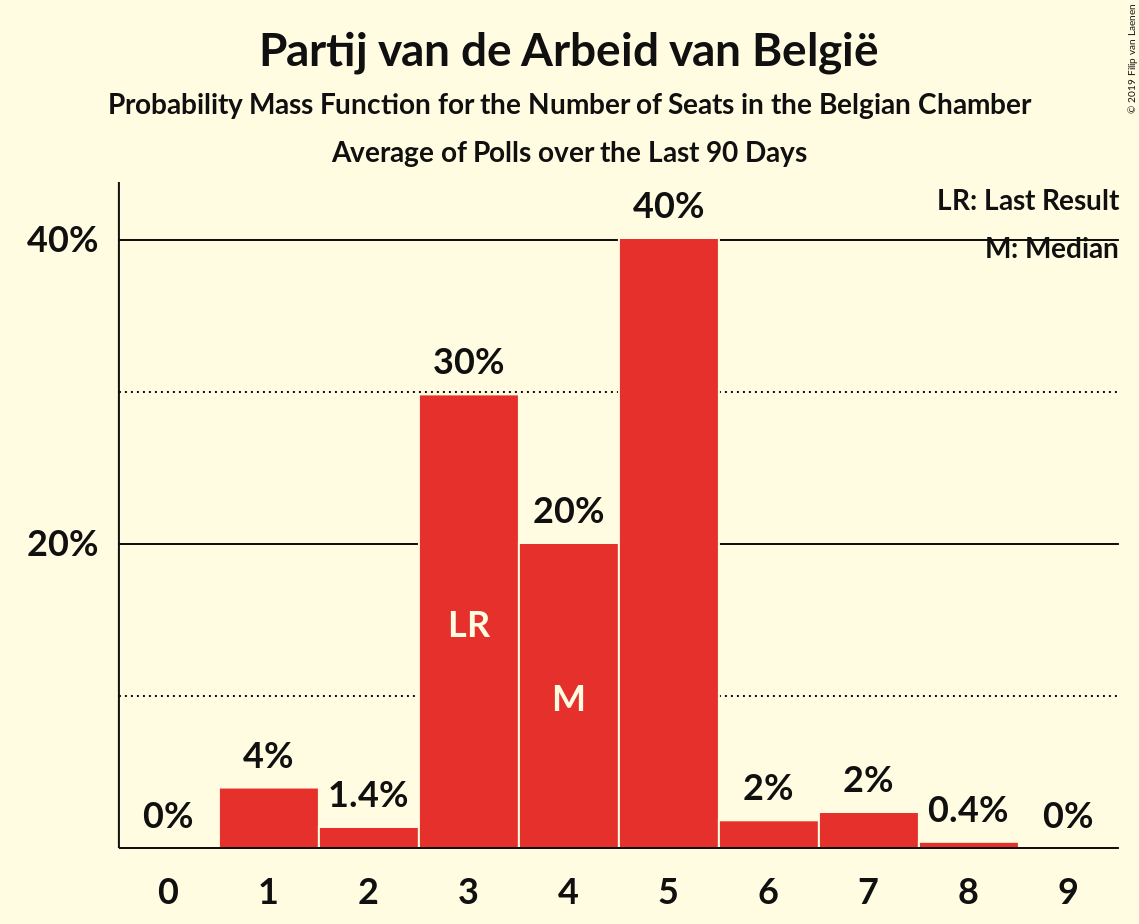 Partij van de Arbeid van België
Probability Mass Function for the Number of Seats in the Belgian Chamber
Average of Polls over the Last 90 Days
© 2019 Filip van Laenen
LR: Last Result
M: Median
40%
20%
0%
4%
1.4%
30%
20%
40%
2%
2%
0.4%
0%
LR
M
0 1 2 3 4 5 6 7 8 9